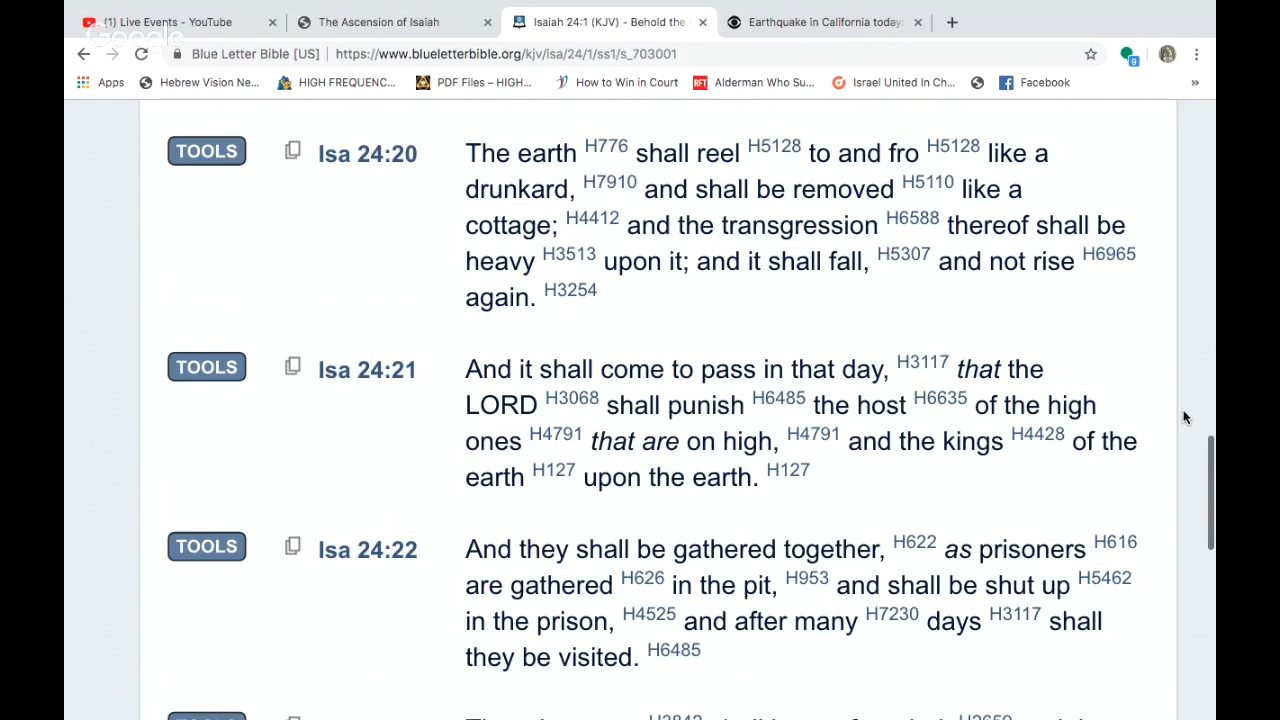 (1) Live Events - YouTube
The Ascension of Isaiah
Isaiah 24:1 (KJV) - Behold the
Earthquake in California today:
Google
Blue Letter Bible [US]
https://www.blueletterbible.org/kjv/isa/24/1/ss1/s_703001
9
Apps
Hebrew Vision Ne...
HIGH FREQUENC...
PDF Files – HIGH...
How to Win in Court
RFT
Alderman Who Su...
Israel United In Ch...
Facebook
»
TOOLS
Isa 24:20
The earth H776 shall reel H5128 to and fro H5128 like a
drunkard, H7910 and shall be removed H5110 like a
cottage; H4412 and the transgression H6588 thereof shall be
heavy H3513 upon it; and it shall fall, H5307 and not rise H6965
again. H3254
TOOLS
Isa 24:21
And it shall come to pass in that day, H3117 that the
LORD H3068 shall punish H6485 the host H6635 of the high
ones H4791 that are on high, H4791 and the kings H4428 of the
earth H127 upon the earth. H127
TOOLS
Isa 24:22
And they shall be gathered together, H622 as prisoners H616
are gathered H626 in the pit, H953 and shall be shut up H5462
in the prison, H4525 and after many H7230 days H3117 shall
they be visited. H6485